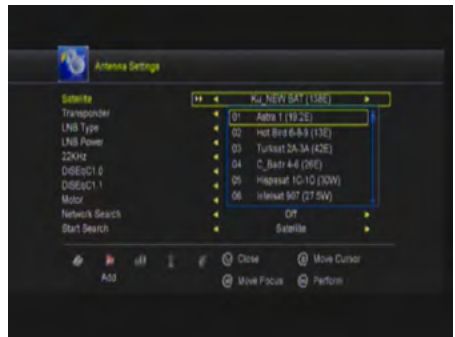 Antenna Settings
Satellite Ku_NEW SAT (138E)
Transponder
LNB Type
LNB Power
22KHz
DiSEqC1.0
DiSEqC1.1
Motor
Network Search Off
Start Search Satellite
01 Astra 1 (19.2E)
02 Hot Bird 6-8-9 (13E)
03 Turksat 2A-3A (42E)
04 C_Badr 4-6 (26E)
05 Hispasat 1C-1D (30W)
06 Intelsat 907 (27.5W)
Add
Close Move Cursor
Move Focus Perform